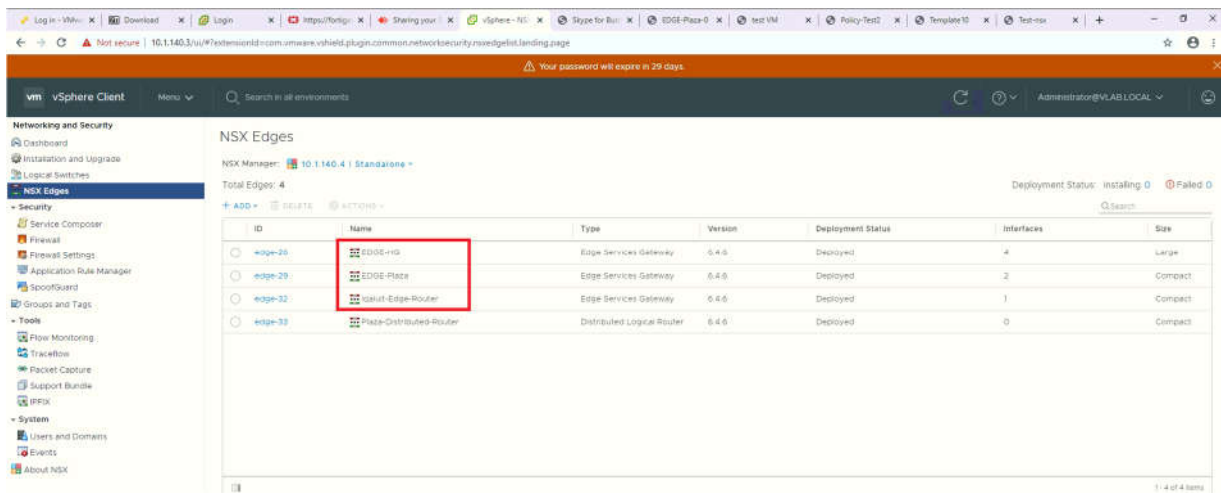 Log in - VMw
Download
Login
https://fortig
Sharing your
vSphere - NS
Skype for Bus
EDGE-Plaza-0
test VM
Policy-Test2
Template10
Test-nsx
Not secure | 10.1.140.3/ui/#?extensionId=com.vmware.vshield.plugin.common.networksecurity.nsxedgelist.landing.page
Your password will expire in 29 days.
vm vSphere Client Menu Search in all environments Administrator@VLAB.LOCAL
Networking and Security
Dashboard
Installation and Upgrade
Logical Switches
NSX Edges
Security
Service Composer
Firewall
Firewall Settings
Application Rule Manager
SpoofGuard
Groups and Tags
Tools
Flow Monitoring
Traceflow
Packet Capture
Support Bundle
IPFIX
System
Users and Domains
Events
About NSX
NSX Edges
NSX Manager: 10.1.140.4 | Standalone
Total Edges: 4 Deployment Status: Installing 0 Failed 0
+ ADD DELETE ACTIONS Search
ID Name Type Version Deployment Status Interfaces Size
edge-26 EDGE-HQ Edge Services Gateway 6.4.6 Deployed 4 Large
edge-29 EDGE-Plaza Edge Services Gateway 6.4.6 Deployed 2 Compact
edge-32 Edge Services Gateway 6.4.6 Deployed 1 Compact
edge-33 Plaza-Distributed-Router Distributed Logical Router 6.4.6 Deployed 0 Compact
1 - 4 of 4 items